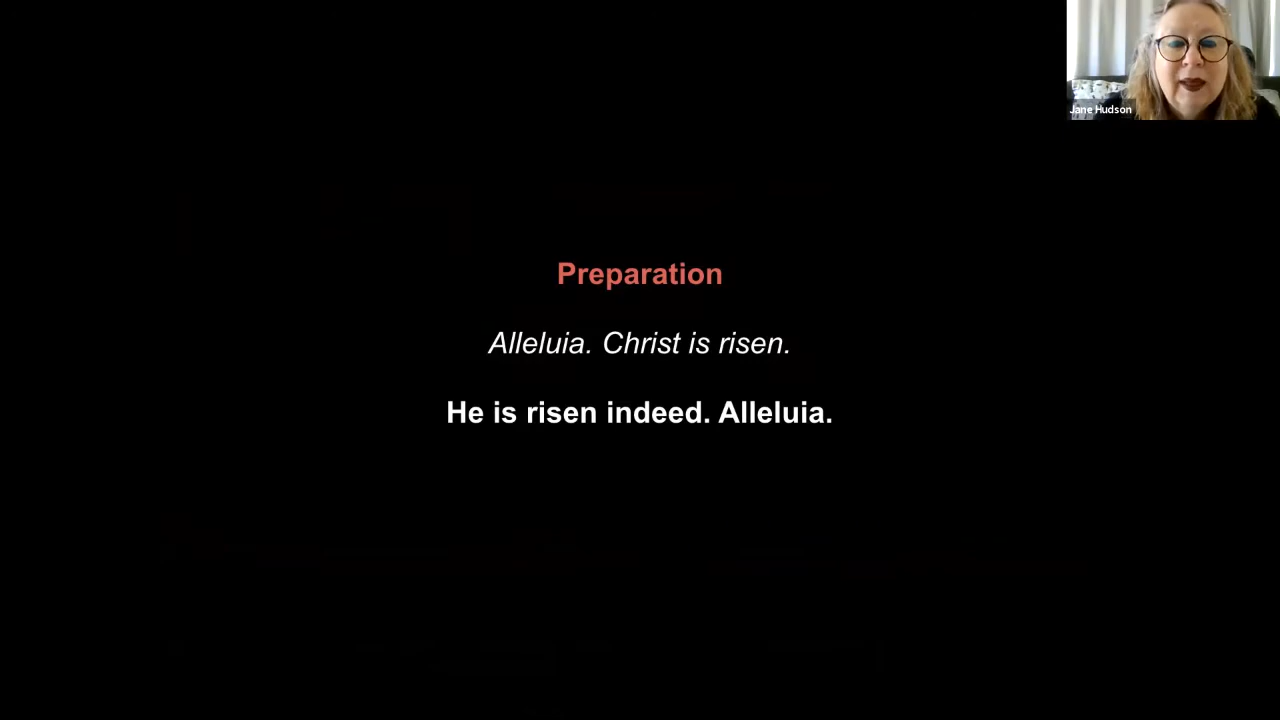 Jane Hudson
Preparation
Alleluia. Christ is risen.
He is risen indeed. Alleluia.